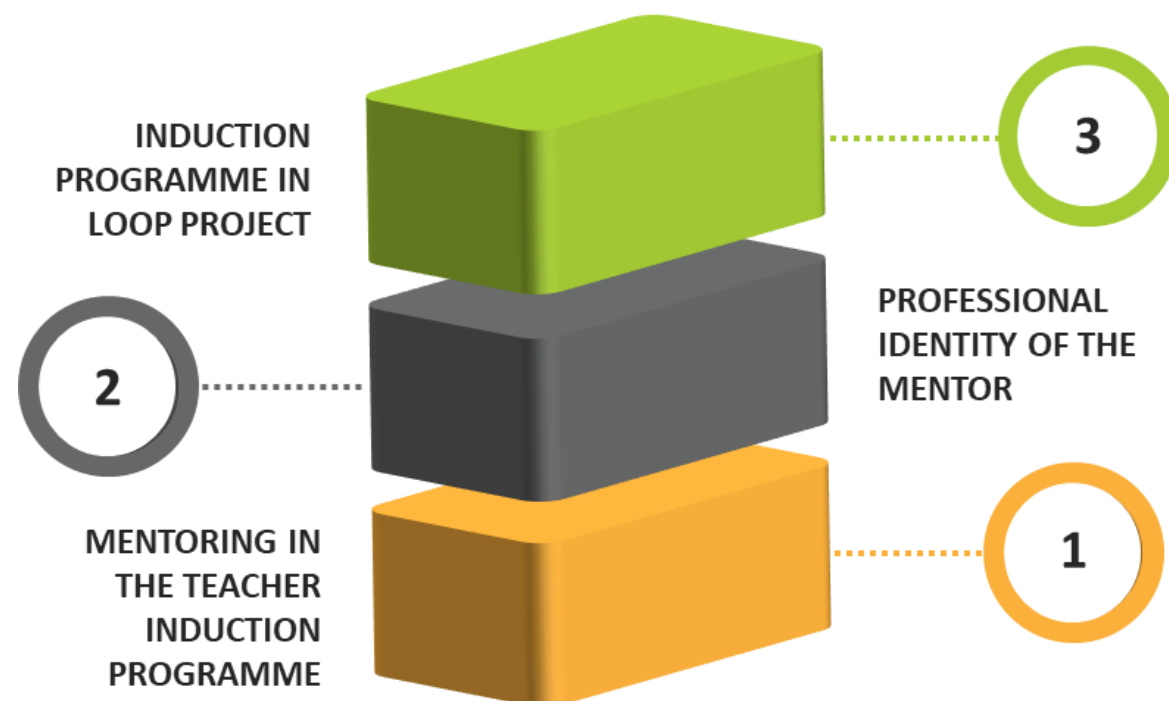 INDUCTION
PROGRAMME IN
LOOP PROJECT
3
2
PROFESSIONAL
IDENTITY OF THE
MENTOR
MENTORING IN
THE TEACHER
INDUCTION
PROGRAMME
1